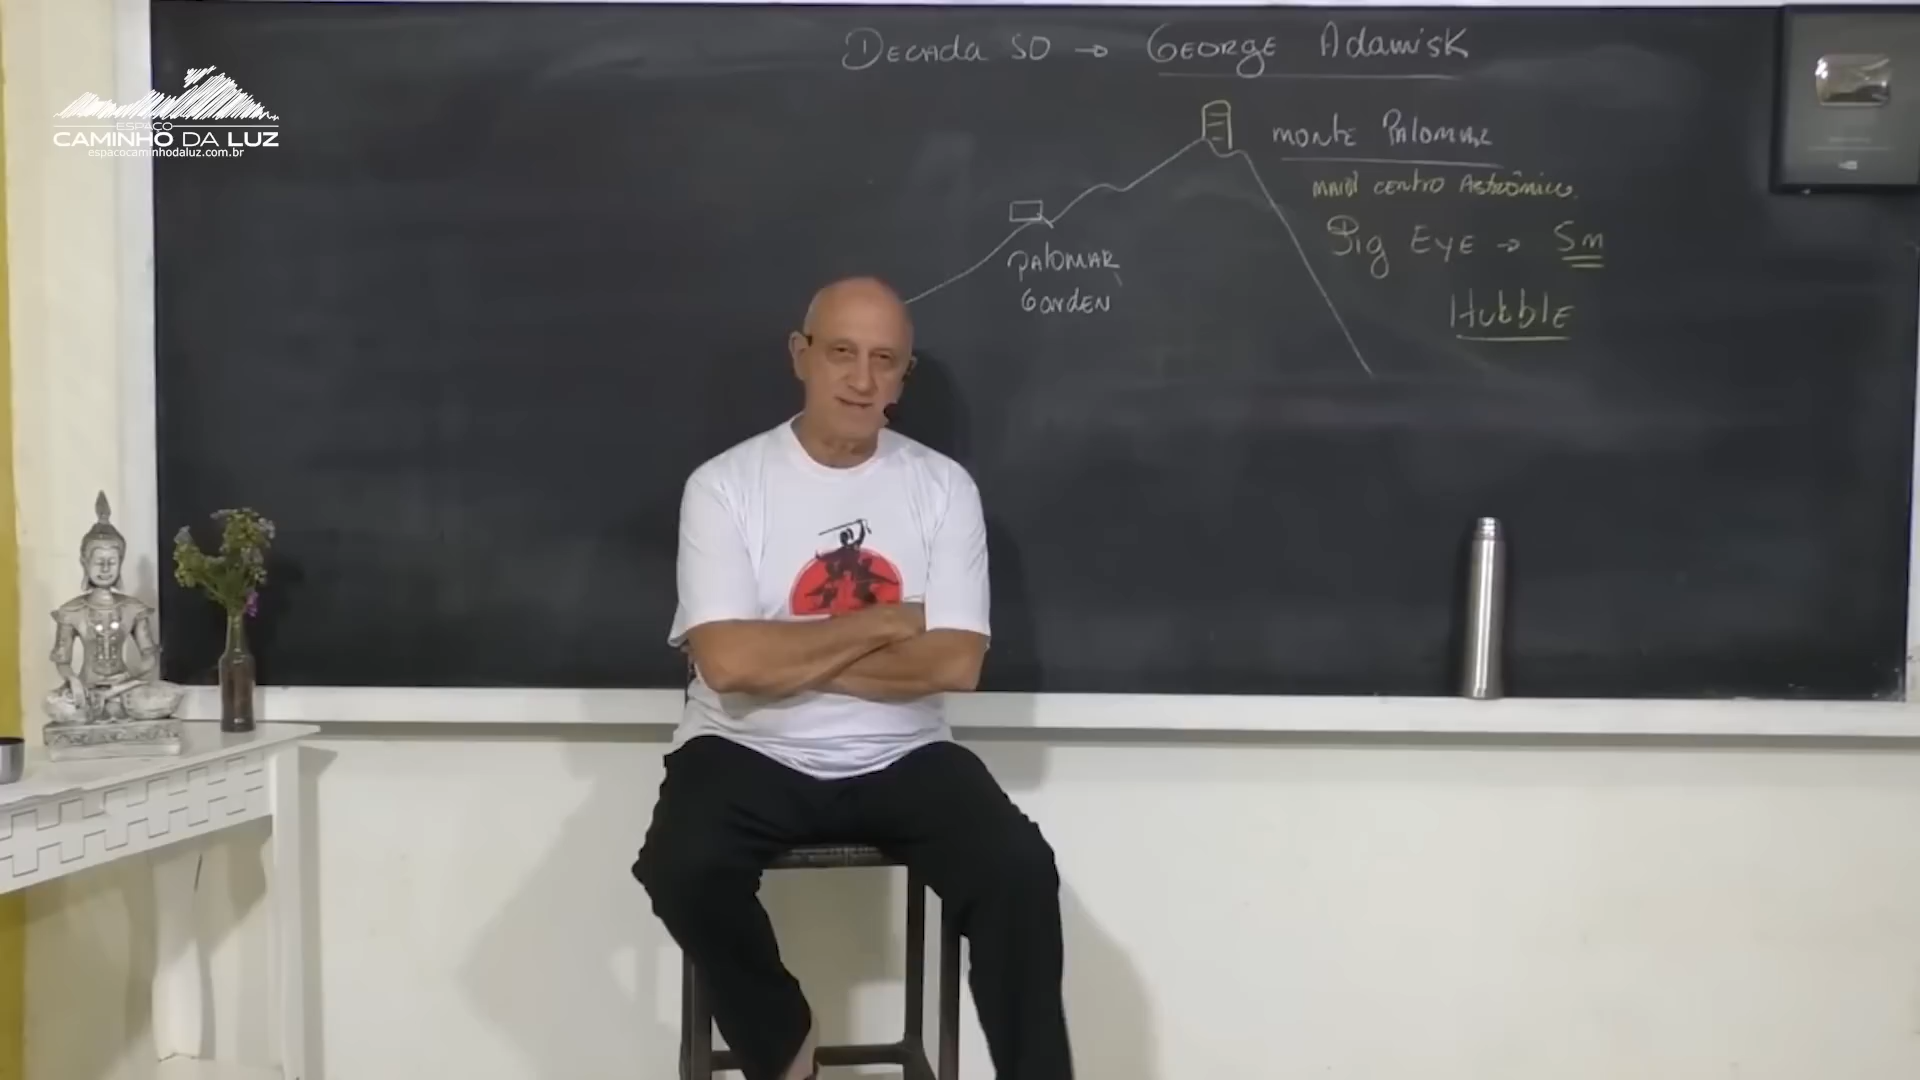 Decada 50 → George Adamisk
ESPAÇO
CAMINHO DA LUZ
espacocaminhodaluz.com.br
Monte Palomar
maior centro Astrônomico.
Big Eye → 5m
Palomar
Garden
Hubble